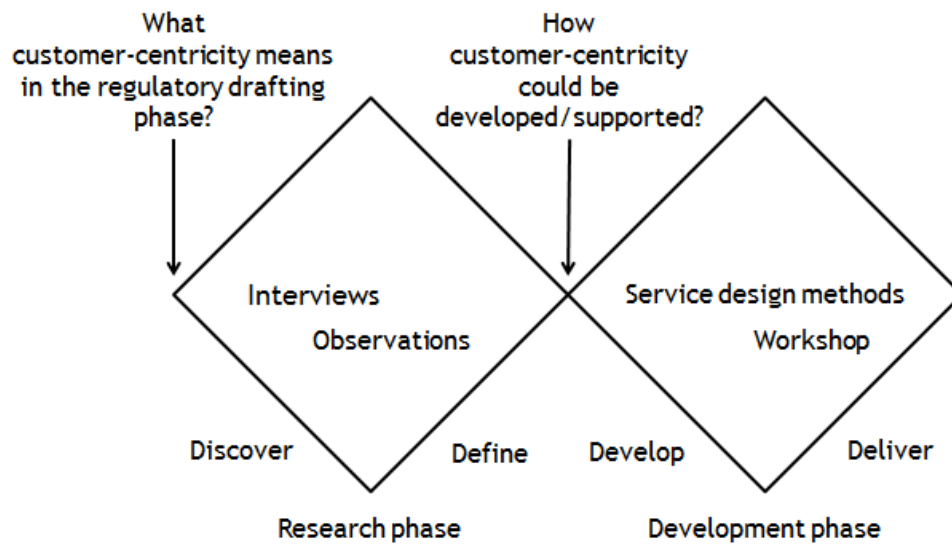 What
customer-centricity means
in the regulatory drafting
phase?
How
customer-centricity
could be
developed/supported?
Interviews
Observations
Service design methods
Workshop
Discover
Define
Develop
Deliver
Research phase
Development phase